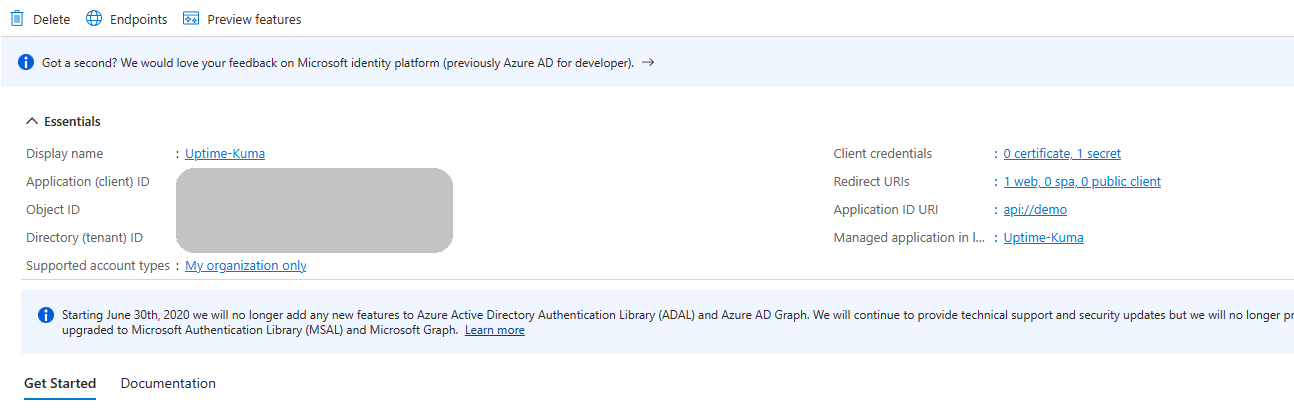 Delete Endpoints Preview features
Got a second? We would love your feedback on Microsoft identity platform (previously Azure AD for developer). →
Essentials
Display name : Uptime-Kuma
Application (client) ID
Object ID
Directory (tenant) ID
Supported account types : My organization only
Client credentials : 0 certificate, 1 secret
Redirect URIs : 1 web, 0 spa, 0 public client
Application ID URI : api://demo
Managed application in l... : Uptime-Kuma
Starting June 30th, 2020 we will no longer add any new features to Azure Active Directory Authentication Library (ADAL) and Azure AD Graph. We will continue to provide technical support and security updates but we will no longer
upgraded to Microsoft Authentication Library (MSAL) and Microsoft Graph. Learn more
Get Started Documentation